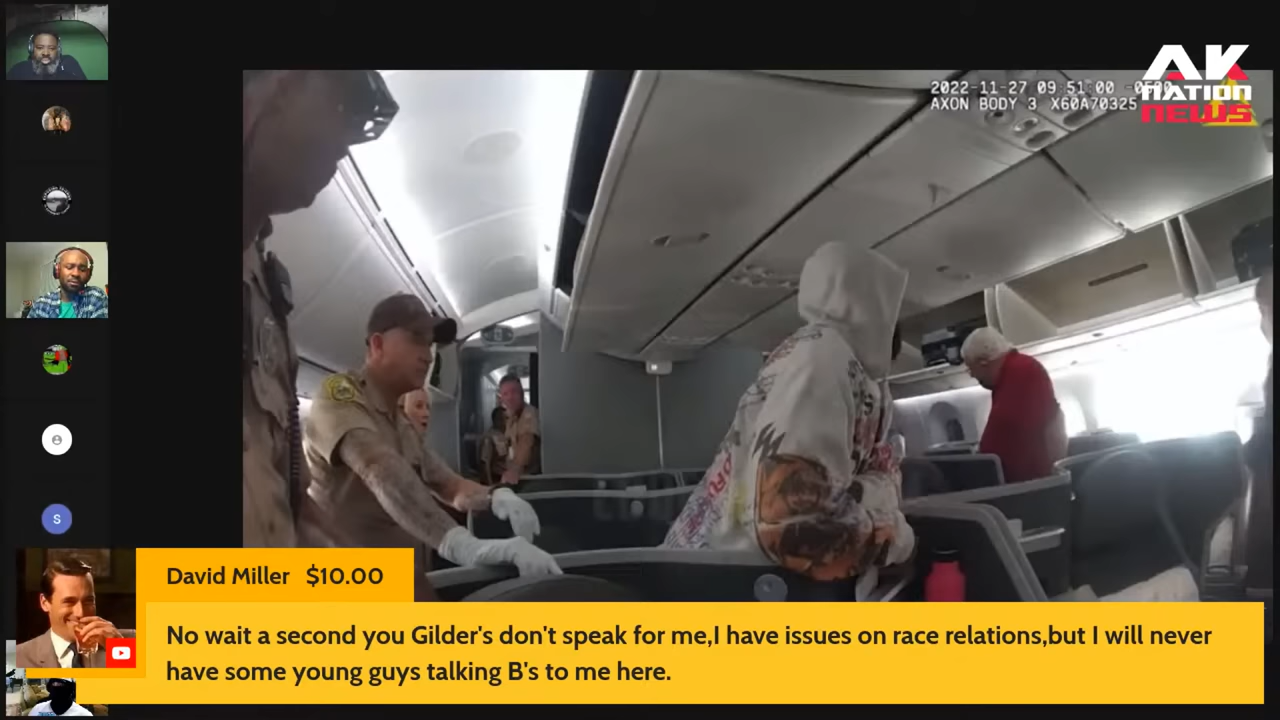 2022-11-27 09 51:00 -0500
AXON BODY 3 X60A70325
AK
NATION
NEWS
S
David Miller $10.00
No wait a second you Gilder's don't speak for me,I have issues on race relations,but I will never
have some young guys talking B's to me here.